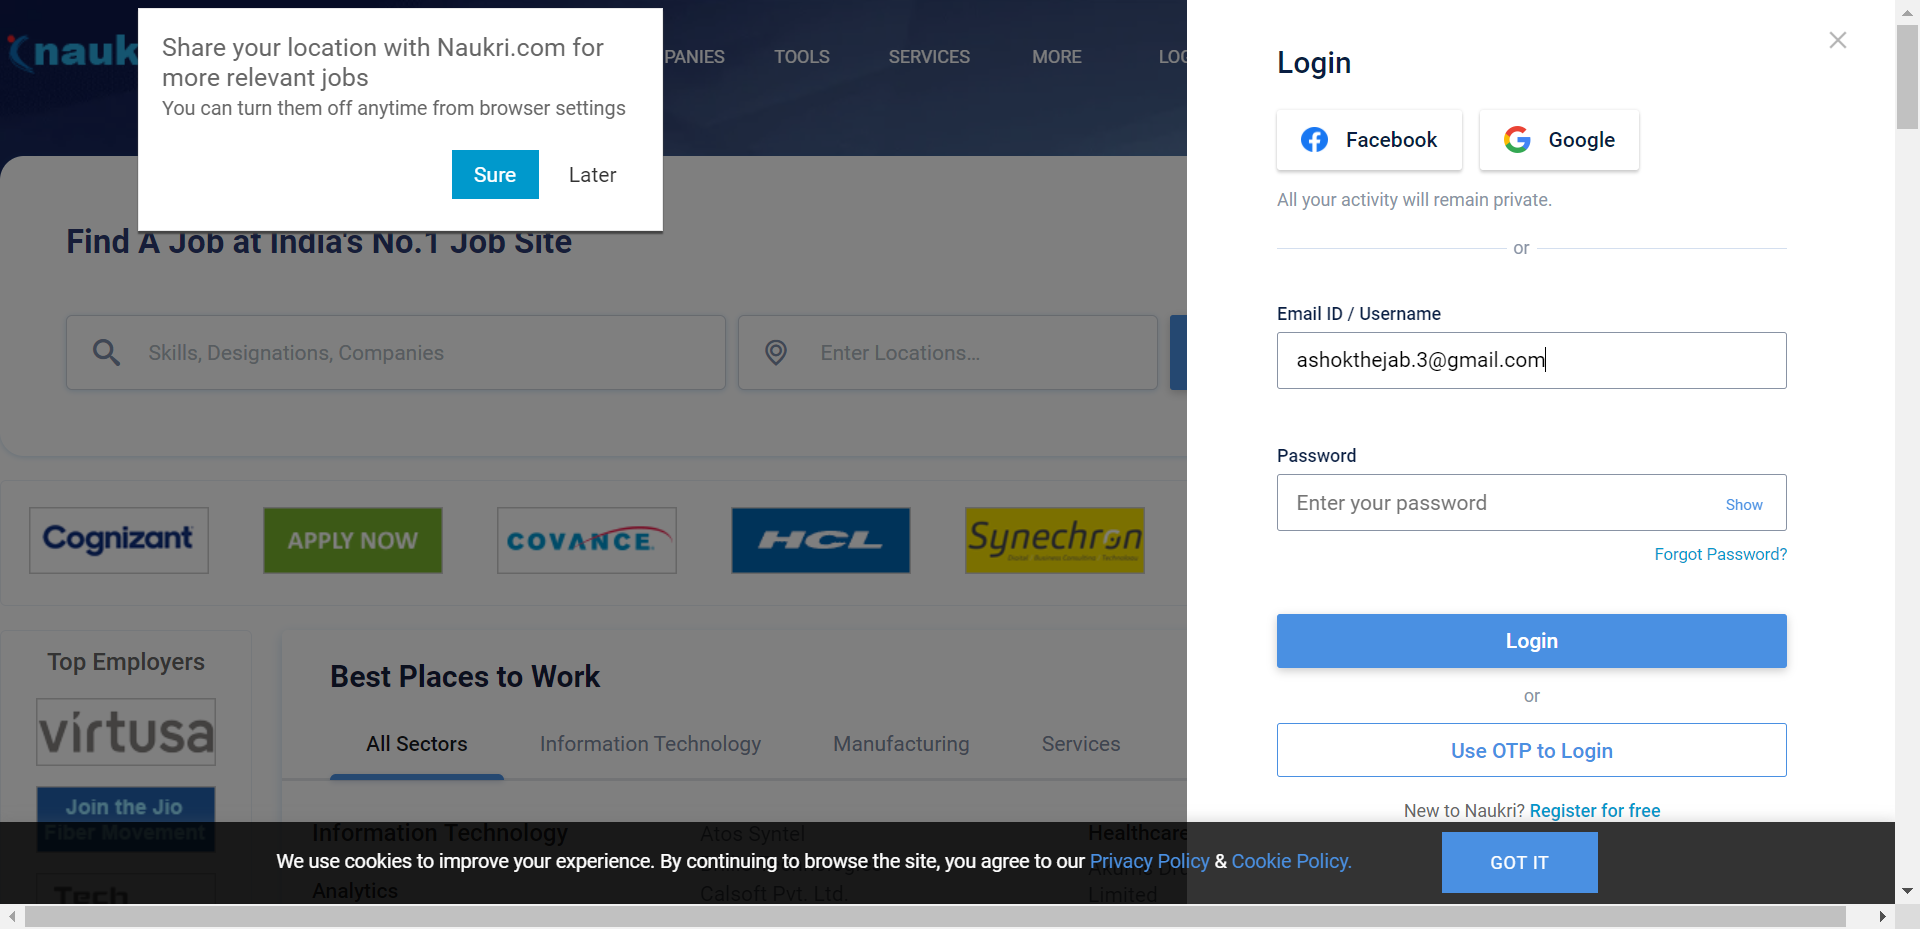 nauk
Share your location with Naukri.com for
more relevant jobs
You can turn them off anytime from browser settings
Sure
Later
PANIES
TOOLS
SERVICES
MORE
LOG
Find A Job at India's No.1 Job Site
Skills, Designations, Companies
Enter Locations...
Cognizant
APPLY NOW
COVANCE
HCL
Synechron
Global Business Consulting Technology
Top Employers
virtusa
Join the Jio
Fiber Movement
Tech
Best Places to Work
All Sectors
Information Technology
Manufacturing
Services
Information Technology
Atos Syntel
Healthcare
Analytics
Calsoft Pvt. Ltd.
Limited
Login
Facebook
Google
All your activity will remain private.
or
Email ID / Username
ashokthejab.3@gmail.com
Password
Enter your password
Show
Forgot Password?
Login
or
Use OTP to Login
New to Naukri? Register for free
We use cookies to improve your experience. By continuing to browse the site, you agree to our Privacy Policy & Cookie Policy.
GOT IT